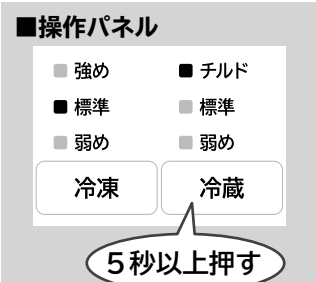 ■操作パネル
■ 強め ■ チルド
■ 標準 ■ 標準
■ 弱め ■ 弱め
冷凍 冷蔵
5秒以上押す